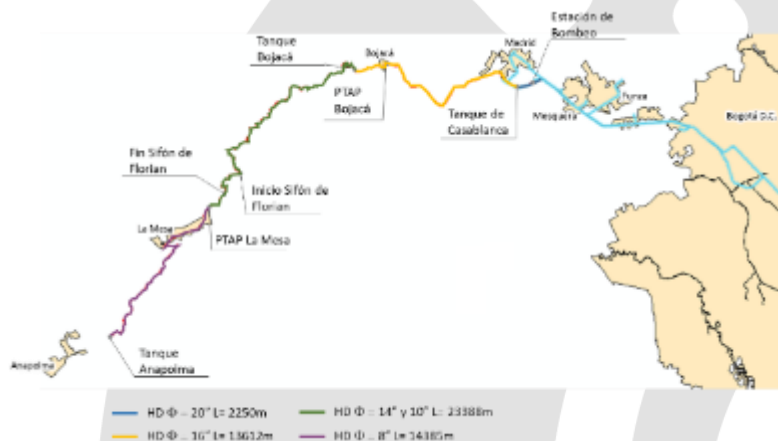 Estación de
Bombeo
Tanque
Bojacá
Bojacá
Madrid
PTAP
Bojacá
Tanque de
Casablanca
Mosquera
Funza
Bogotá D.C.
Fin Sifón de
Florian
Inicio Sifón de
Florian
La Mesa
PTAP La Mesa
Anapoima
Tanque
Anapoima
HD Φ – 20" L= 2250m
HD Φ – 14" y 10" L= 23388m
HD Φ – 16" L= 13612m
HD Φ – 8" L= 14385m